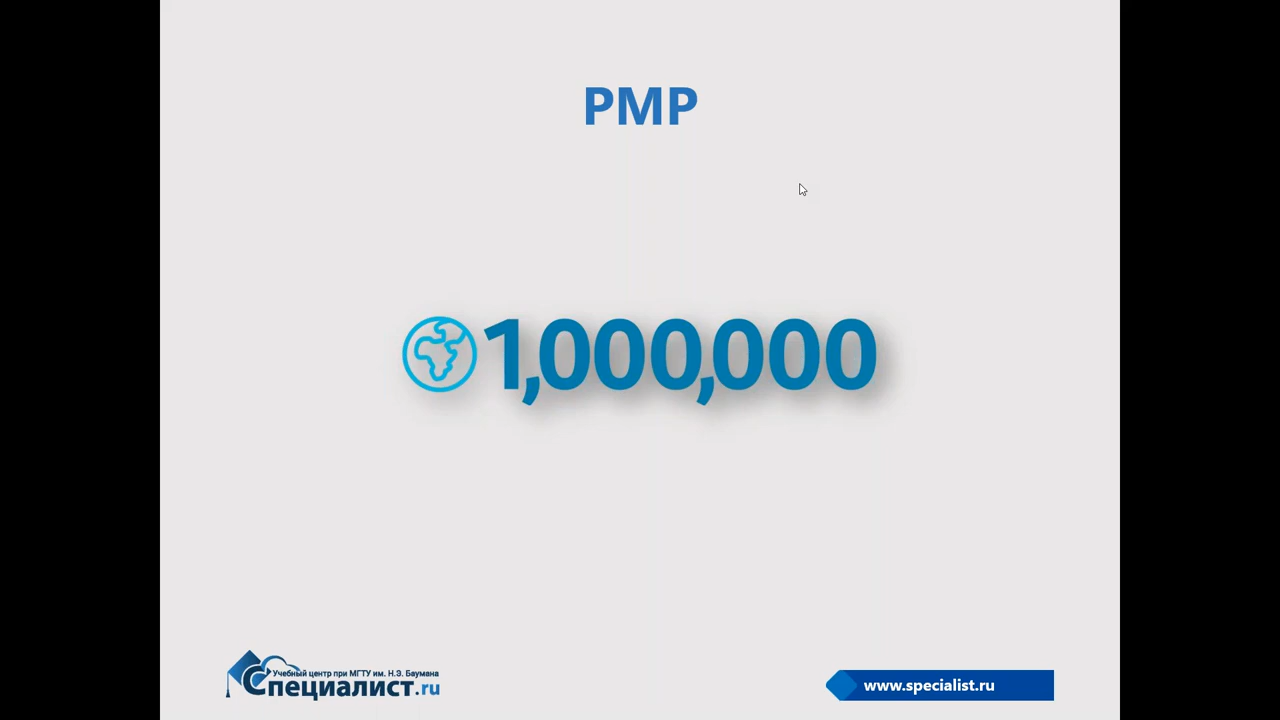 PMP
1,000,000
Учебный центр при МГТУ им. Н.Э. Баумана
Специалист.ru
www.specialist.ru